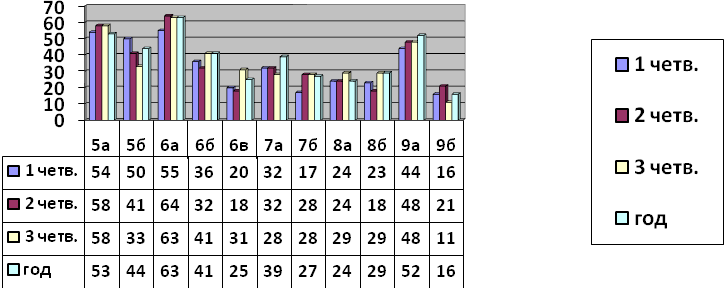 70
60
50
40
30
20
10
0
5а 5б 6а 6б 6в 7а 7б 8а 8б 9а 9б
1 четв. 54 50 55 36 20 32 17 24 23 44 16
2 четв. 58 41 64 32 18 32 28 24 18 48 21
3 четв. 58 33 63 41 31 28 28 29 29 48 11
год 53 44 63 41 25 39 27 24 29 52 16
1 четв.
2 четв.
3 четв.
год